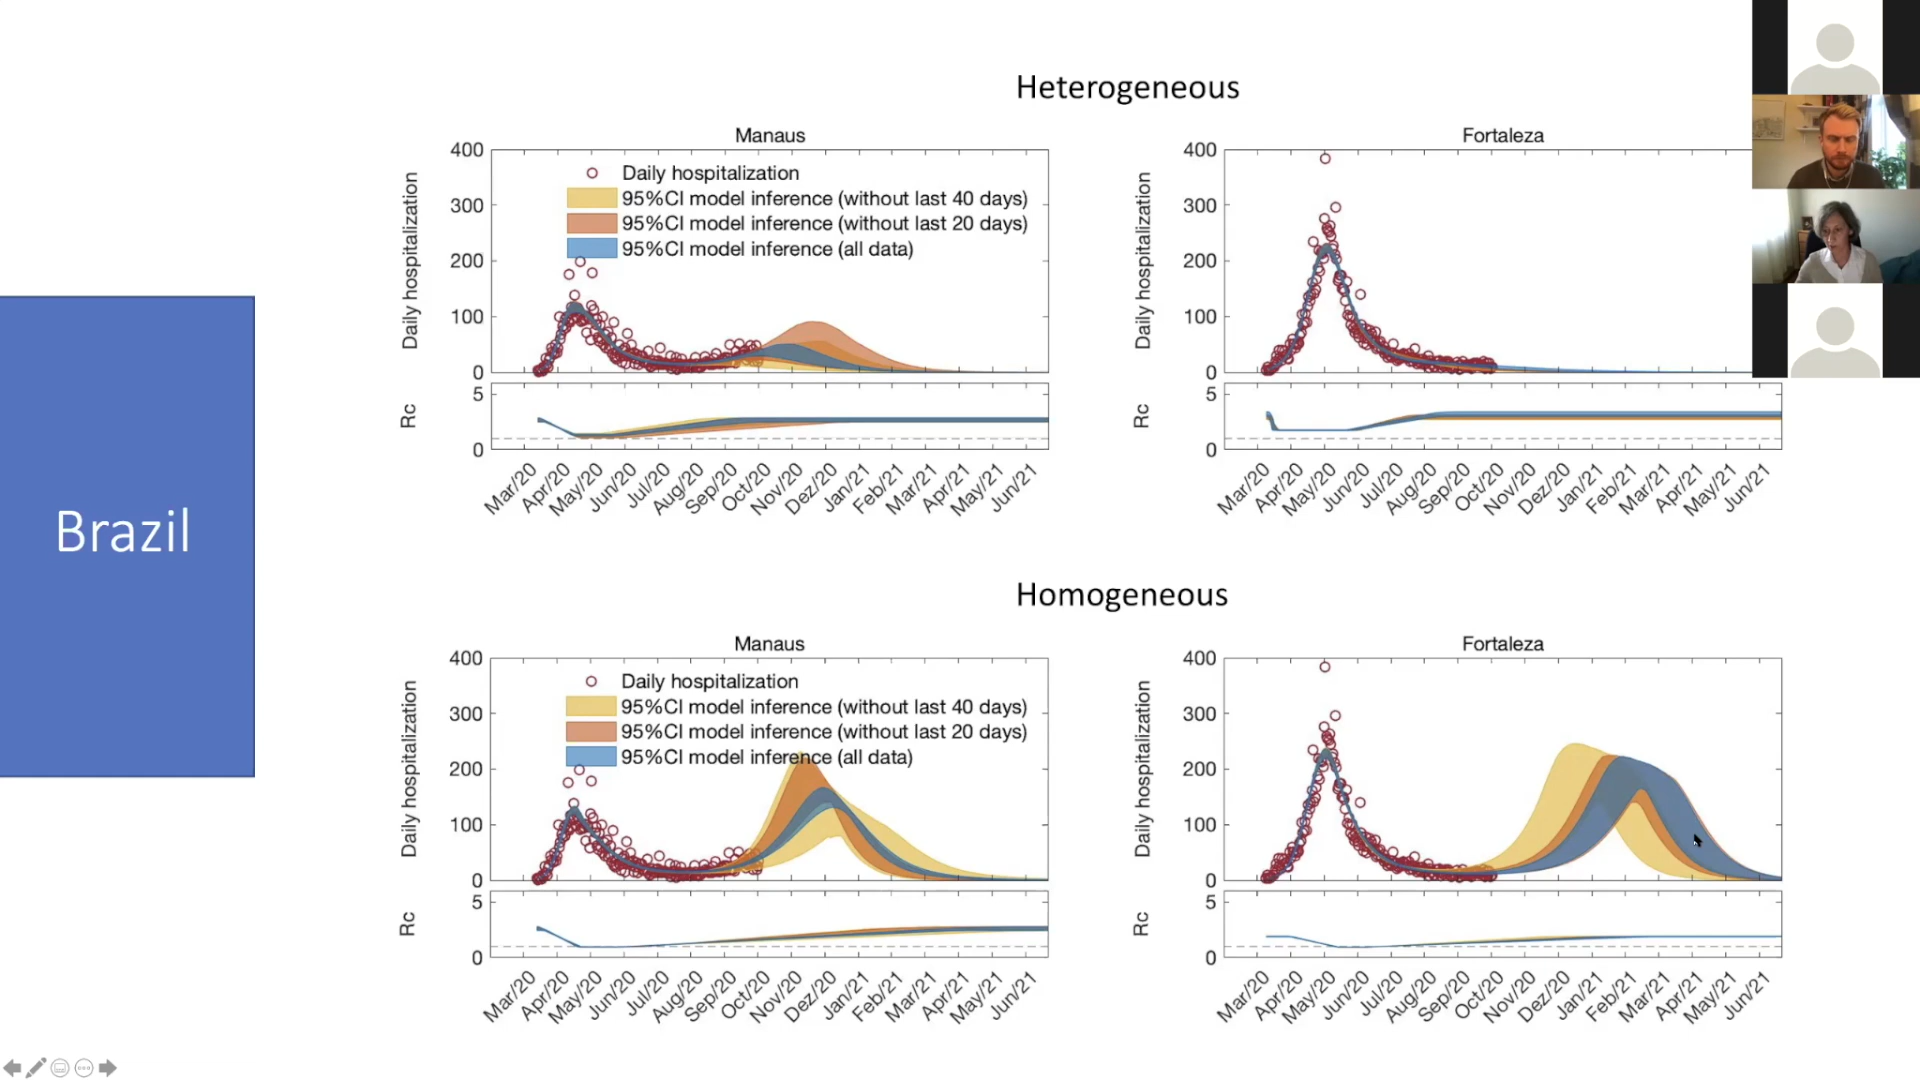 Brazil
Heterogeneous
Manaus
400
300
200
100
0
Daily hospitalization
Daily hospitalization
95%CI model inference (without last 40 days)
95%CI model inference (without last 20 days)
95%CI model inference (all data)
5
0
Rc
Mar/20 Apr/20 May/20 Jun/20 Jul/20 Aug/20 Sep/20 Oct/20 Nov/20 Dez/20 Jan/21 Feb/21 Mar/21 Apr/21 May/21 Jun/21
Fortaleza
400
300
200
100
0
Daily hospitalization
5
0
Rc
Mar/20 Apr/20 May/20 Jun/20 Jul/20 Aug/20 Sep/20 Oct/20 Nov/20 Dez/20 Jan/21 Feb/21 Mar/21 Apr/21 May/21 Jun/21
Homogeneous
Manaus
400
300
200
100
0
Daily hospitalization
Daily hospitalization
95%CI model inference (without last 40 days)
95%CI model inference (without last 20 days)
95%CI model inference (all data)
5
0
Rc
Mar/20 Apr/20 May/20 Jun/20 Jul/20 Aug/20 Sep/20 Oct/20 Nov/20 Dez/20 Jan/21 Feb/21 Mar/21 Apr/21 May/21 Jun/21
Fortaleza
400
300
200
100
0
Daily hospitalization
5
0
Rc
Mar/20 Apr/20 May/20 Jun/20 Jul/20 Aug/20 Sep/20 Oct/20 Nov/20 Dez/20 Jan/21 Feb/21 Mar/21 Apr/21 May/21 Jun/21